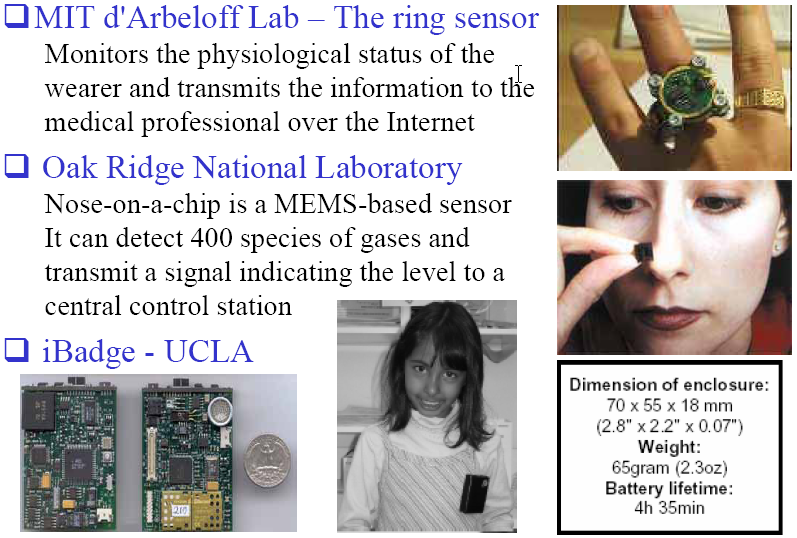 MIT d'Arbeloff Lab – The ring sensor
Monitors the physiological status of the
wearer and transmits the information to the
medical professional over the Internet
Oak Ridge National Laboratory
Nose-on-a-chip is a MEMS-based sensor
It can detect 400 species of gases and
transmit a signal indicating the level to a
central control station
iBadge - UCLA
Dimension of enclosure:
70 x 55 x 18 mm
(2.8" x 2.2" x 0.07")
Weight:
65gram (2.3oz)
Battery lifetime:
4h 35min